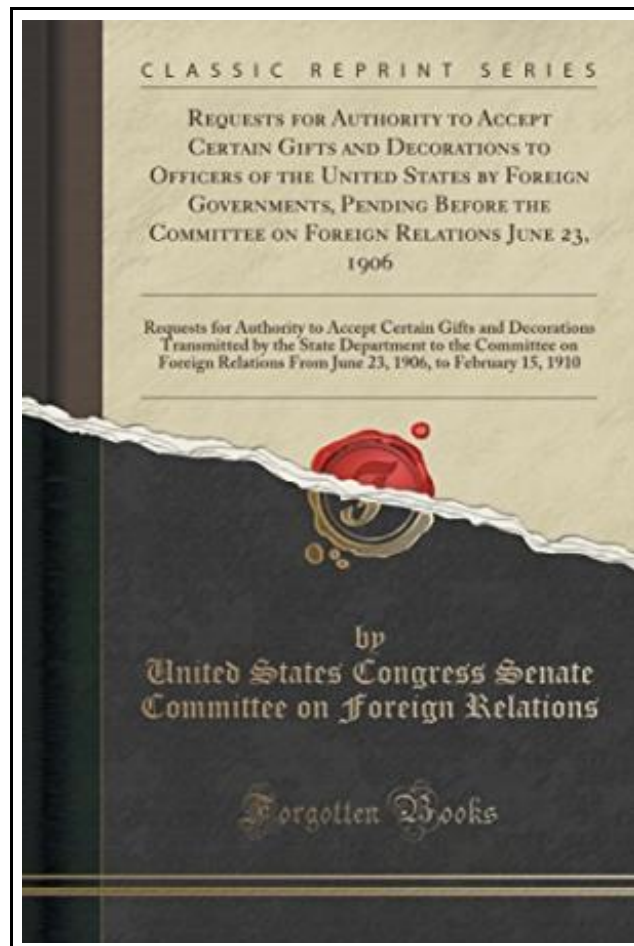 CLASSIC REPRINT SERIES
REQUESTS FOR AUTHORITY TO ACCEPT
CERTAIN GIFTS AND DECORATIONS TO
OFFICERS OF THE UNITED STATES BY FOREIGN
GOVERNMENTS, PENDING BEFORE THE
COMMITTEE ON FOREIGN RELATIONS JUNE 23,
1906
Requests for Authority to Accept Certain Gifts and Decorations
Transmitted by the State Department to the Committee on
Foreign Relations From June 23, 1906, to February 15, 1910
by
United States Congress Senate
Committee on Foreign Relations
Forgotten Books